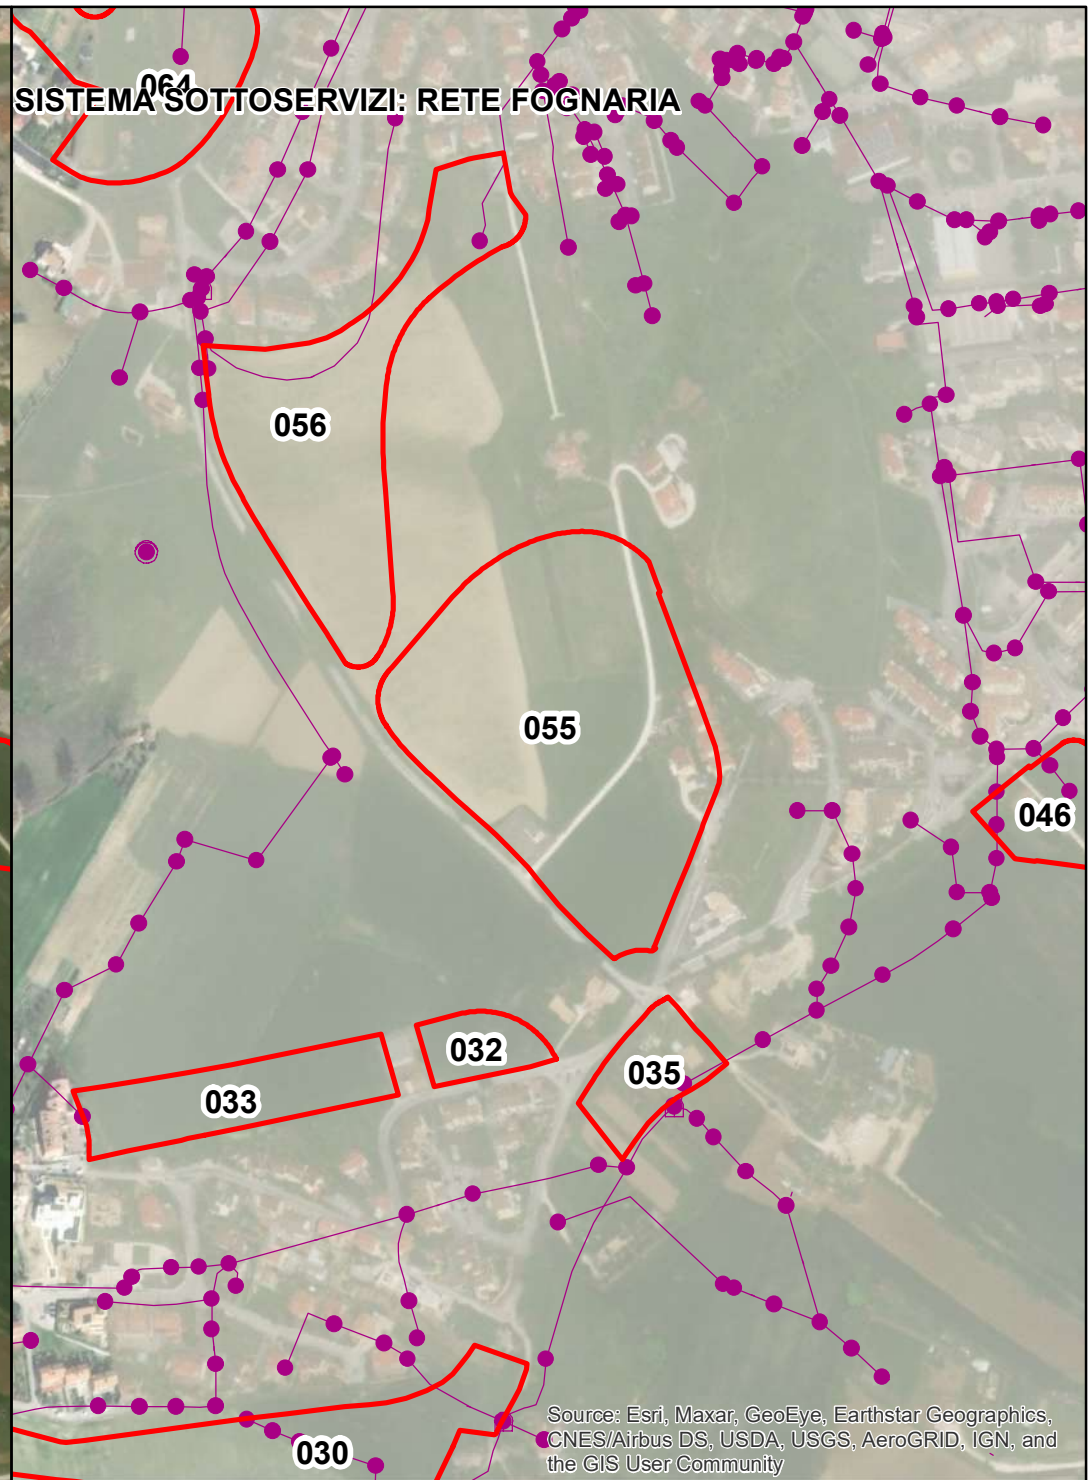 064
SISTEMA SOTTOSERVIZI: RETE FOGNARIA
056
055
046
032
035
033
030
Source: Esri, Maxar, GeoEye, Earthstar Geographics,
CNES/Airbus DS, USDA, USGS, AeroGRID, IGN, and
the GIS User Community